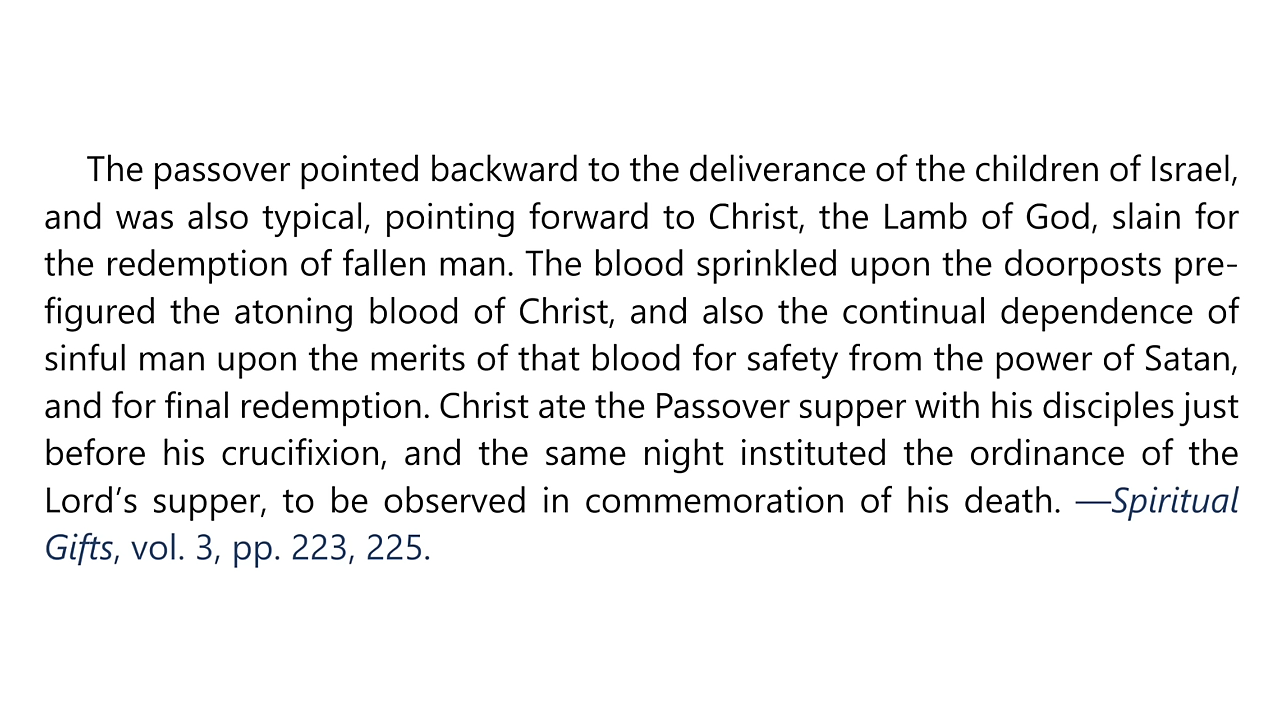 The passover pointed backward to the deliverance of the children of Israel,
and was also typical, pointing forward to Christ, the Lamb of God, slain for
the redemption of fallen man. The blood sprinkled upon the doorposts pre-
figured the atoning blood of Christ, and also the continual dependence of
sinful man upon the merits of that blood for safety from the power of Satan,
and for final redemption. Christ ate the Passover supper with his disciples just
before his crucifixion, and the same night instituted the ordinance of the
Lord’s supper, to be observed in commemoration of his death. —Spiritual
Gifts, vol. 3, pp. 223, 225.